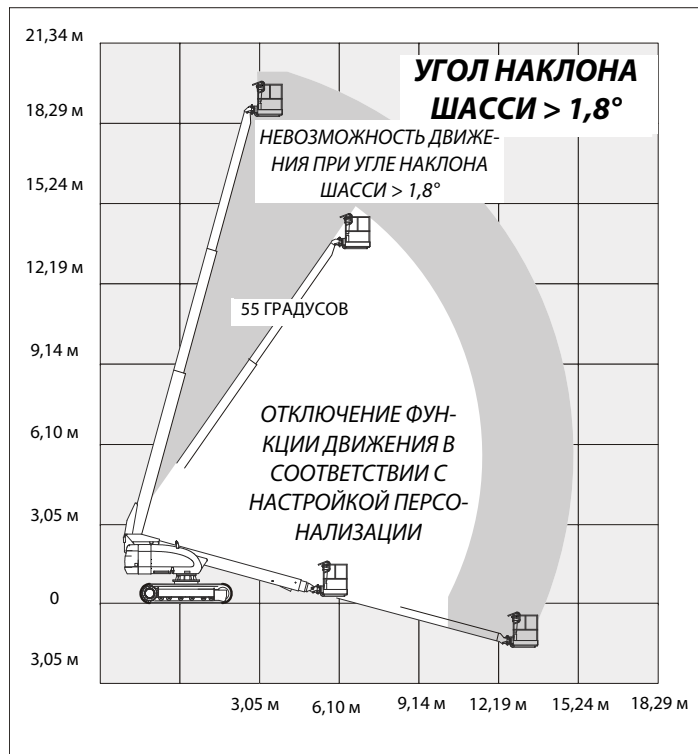 21,34 м
УГОЛ НАКЛОНА
ШАССИ > 1,8°
18,29 м
НЕВОЗМОЖНОСТЬ ДВИЖЕ-
НИЯ ПРИ УГЛЕ НАКЛОНА
ШАССИ > 1,8°
15,24 м
12,19 м
55 ГРАДУСОВ
9,14 м
ОТКЛЮЧЕНИЕ ФУН-
КЦИИ ДВИЖЕНИЯ В
СООТВЕТСТВИИ С
НАСТРОЙКОЙ ПЕРСО-
НАЛИЗАЦИИ
6,10 м
3,05 м
0
3,05 м
3,05 м
6,10 м
9,14 м
12,19 м
15,24 м
18,29 м